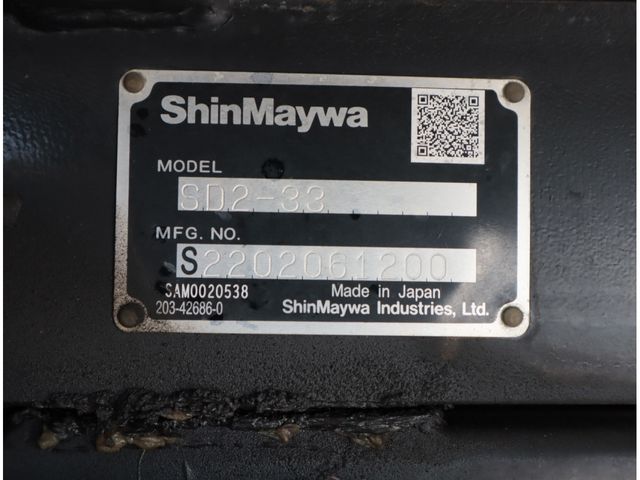 ShinMaywa
MODEL
SD2-33
MFG. NO.
S2202061200
SAM0020538
Made in Japan
203-42686-0
ShinMaywa Industries, Ltd.